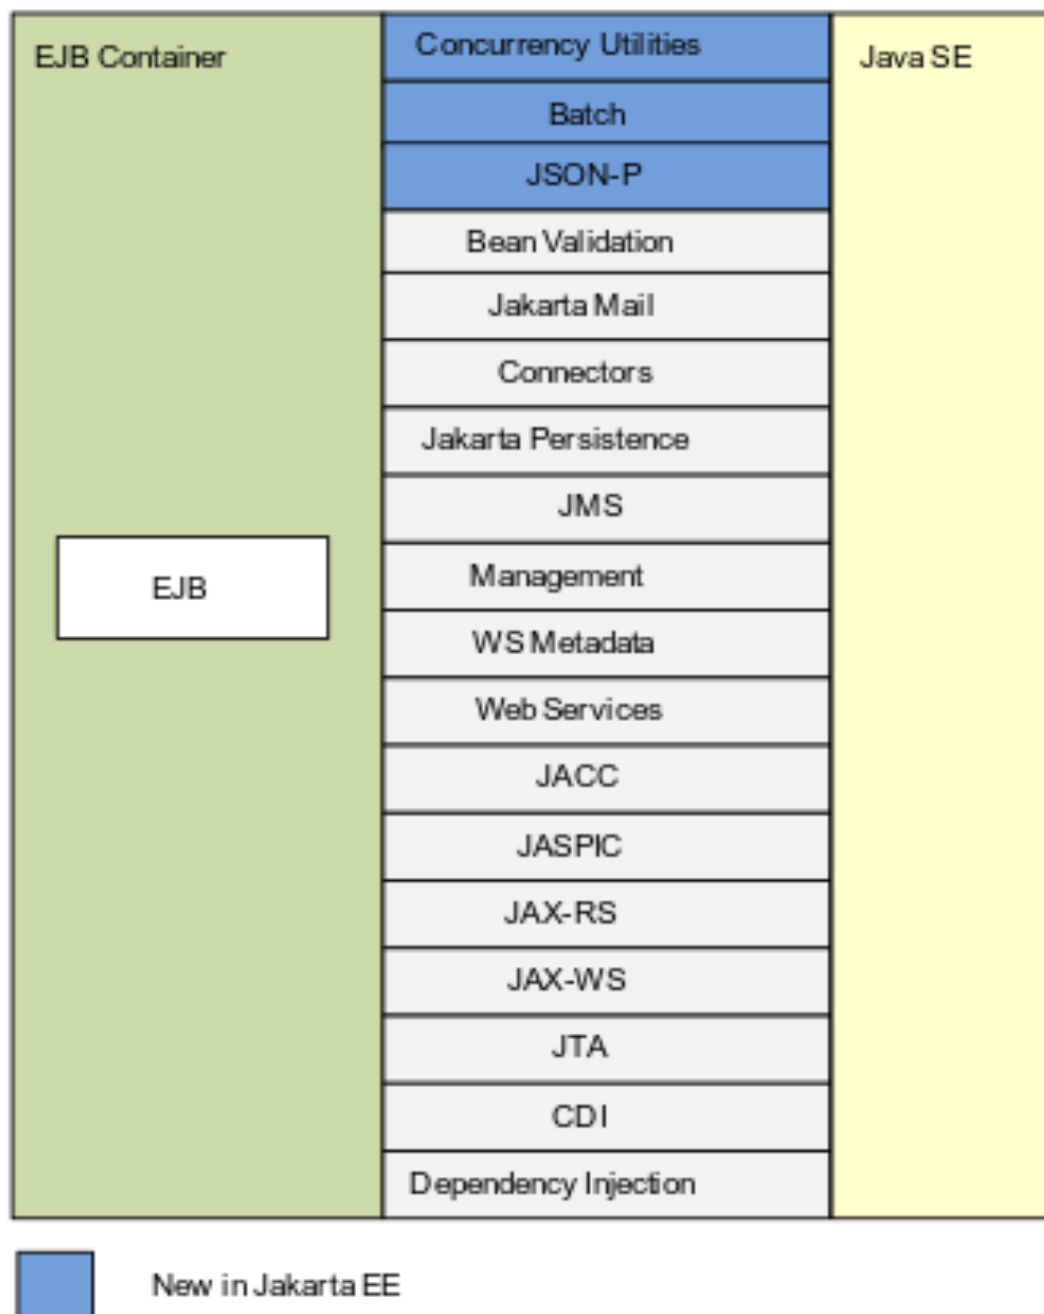 EJB Container
EJB
Concurrency Utilities
Batch
JSON-P
Bean Validation
Jakarta Mail
Connectors
Jakarta Persistence
JMS
Management
WS Metadata
Web Services
JACC
JASPIC
JAX-RS
JAX-WS
JTA
CDI
Dependency Injection
Java SE
New in Jakarta EE